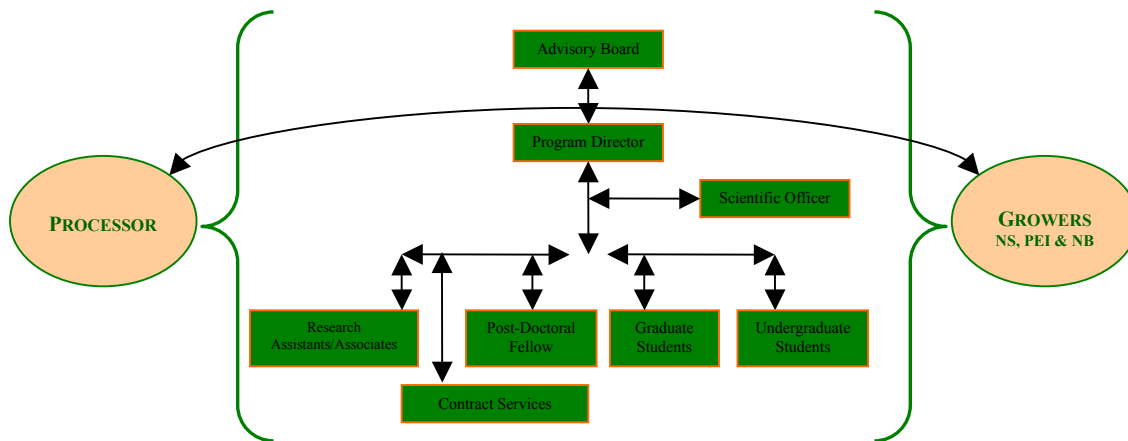 Advisory Board
Program Director
Scientific Officer
PROCESSOR
GROWERS
NS, PEI & NB
Research
Assistants/Associates
Post-Doctoral
Fellow
Graduate
Students
Undergraduate
Students
Contract Services